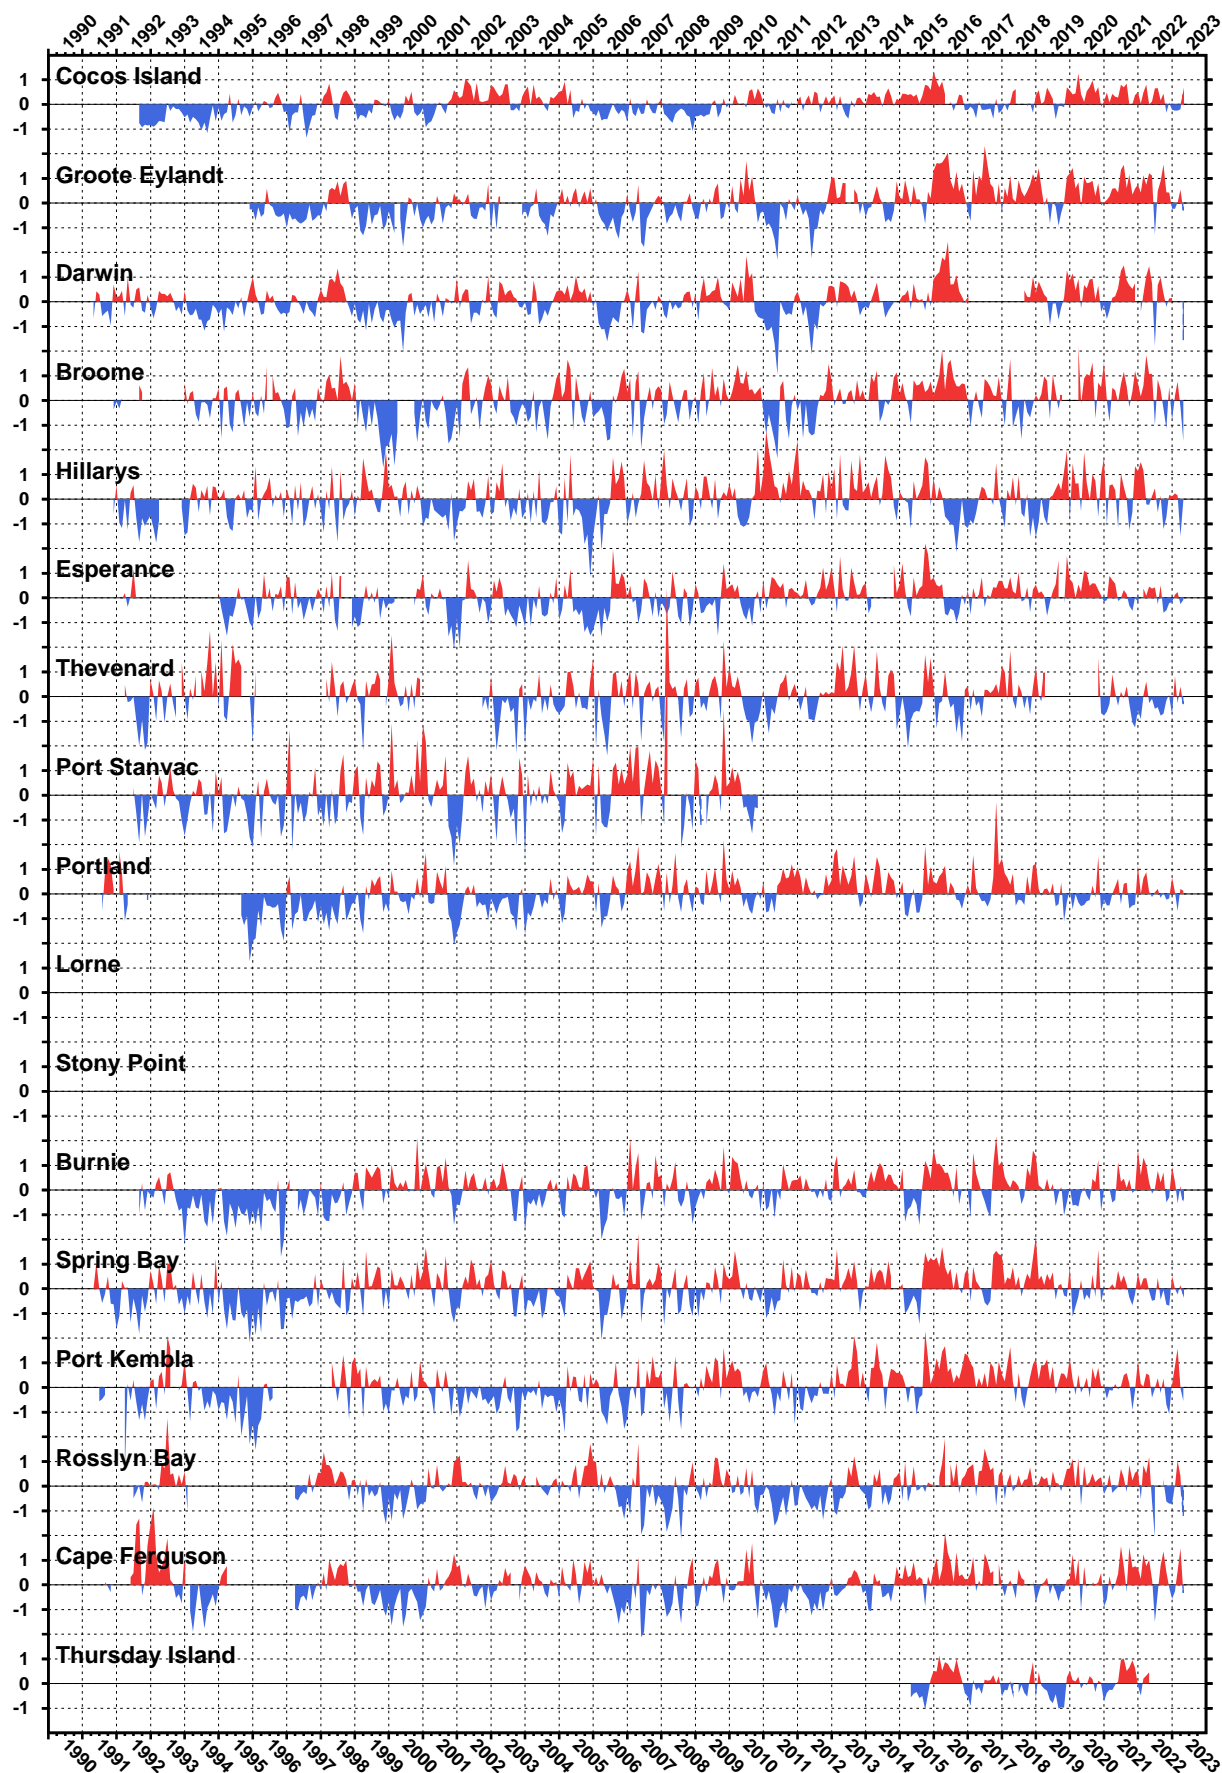 1990 1991 1992 1993 1994 1995 1996 1997 1998 1999 2000 2001 2002 2003 2004 2005 2006 2007 2008 2009 2010 2011 2012 2013 2014 2015 2016 2017 2018 2019 2020 2021 2022 2023
Cocos Island
1
0
-1
Groote Eylandt
1
0
-1
Darwin
1
0
-1
Broome
1
0
-1
Hillarys
1
0
-1
Esperance
1
0
-1
Thevenard
1
0
-1
Port Stanvac
1
0
-1
Portland
1
0
-1
Lorne
1
0
-1
Stony Point
1
0
-1
Burnie
1
0
-1
Spring Bay
1
0
-1
Port Kembla
1
0
-1
Rosslyn Bay
1
0
-1
Cape Ferguson
1
0
-1
Thursday Island
1
0
-1
1990 1991 1992 1993 1994 1995 1996 1997 1998 1999 2000 2001 2002 2003 2004 2005 2006 2007 2008 2009 2010 2011 2012 2013 2014 2015 2016 2017 2018 2019 2020 2021 2022 2023